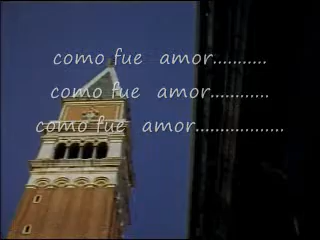 como fue amor...........
como fue amor............
como fue amor..................